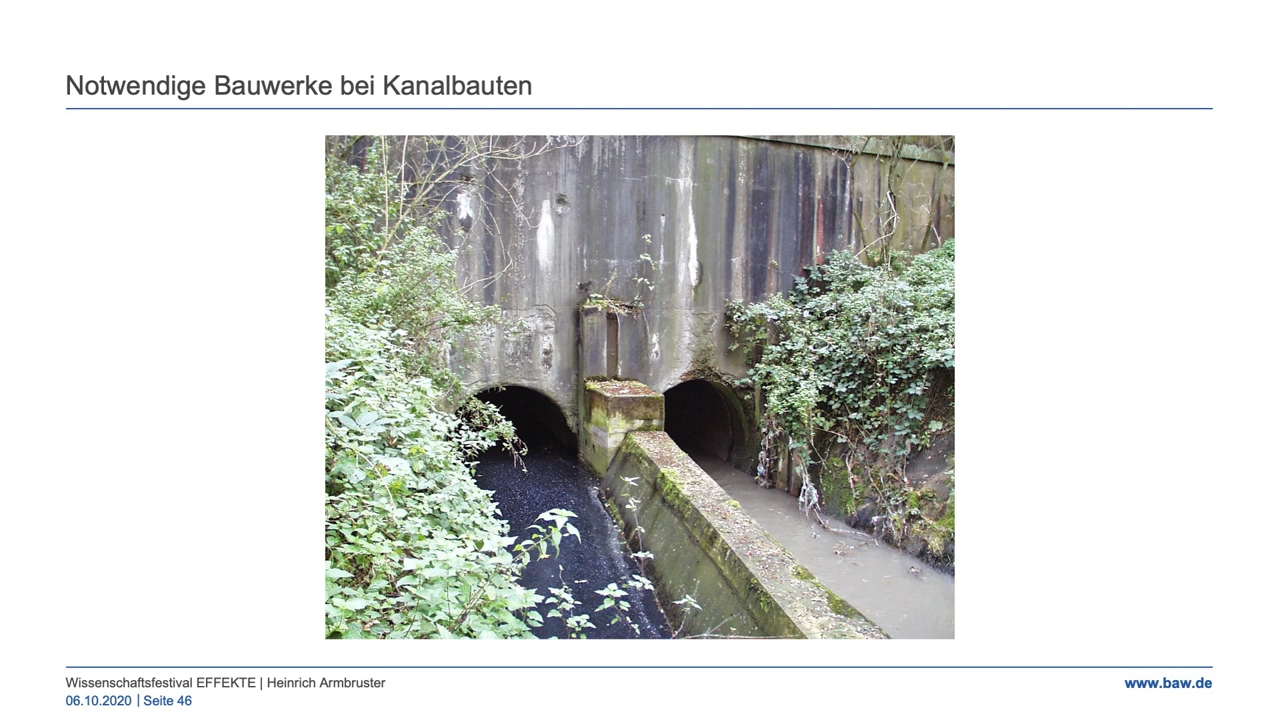 Notwendige Bauwerke bei Kanalbauten
Wissenschaftsfestival EFFEKTE | Heinrich Armbruster
www.baw.de
06.10.2020 | Seite 46